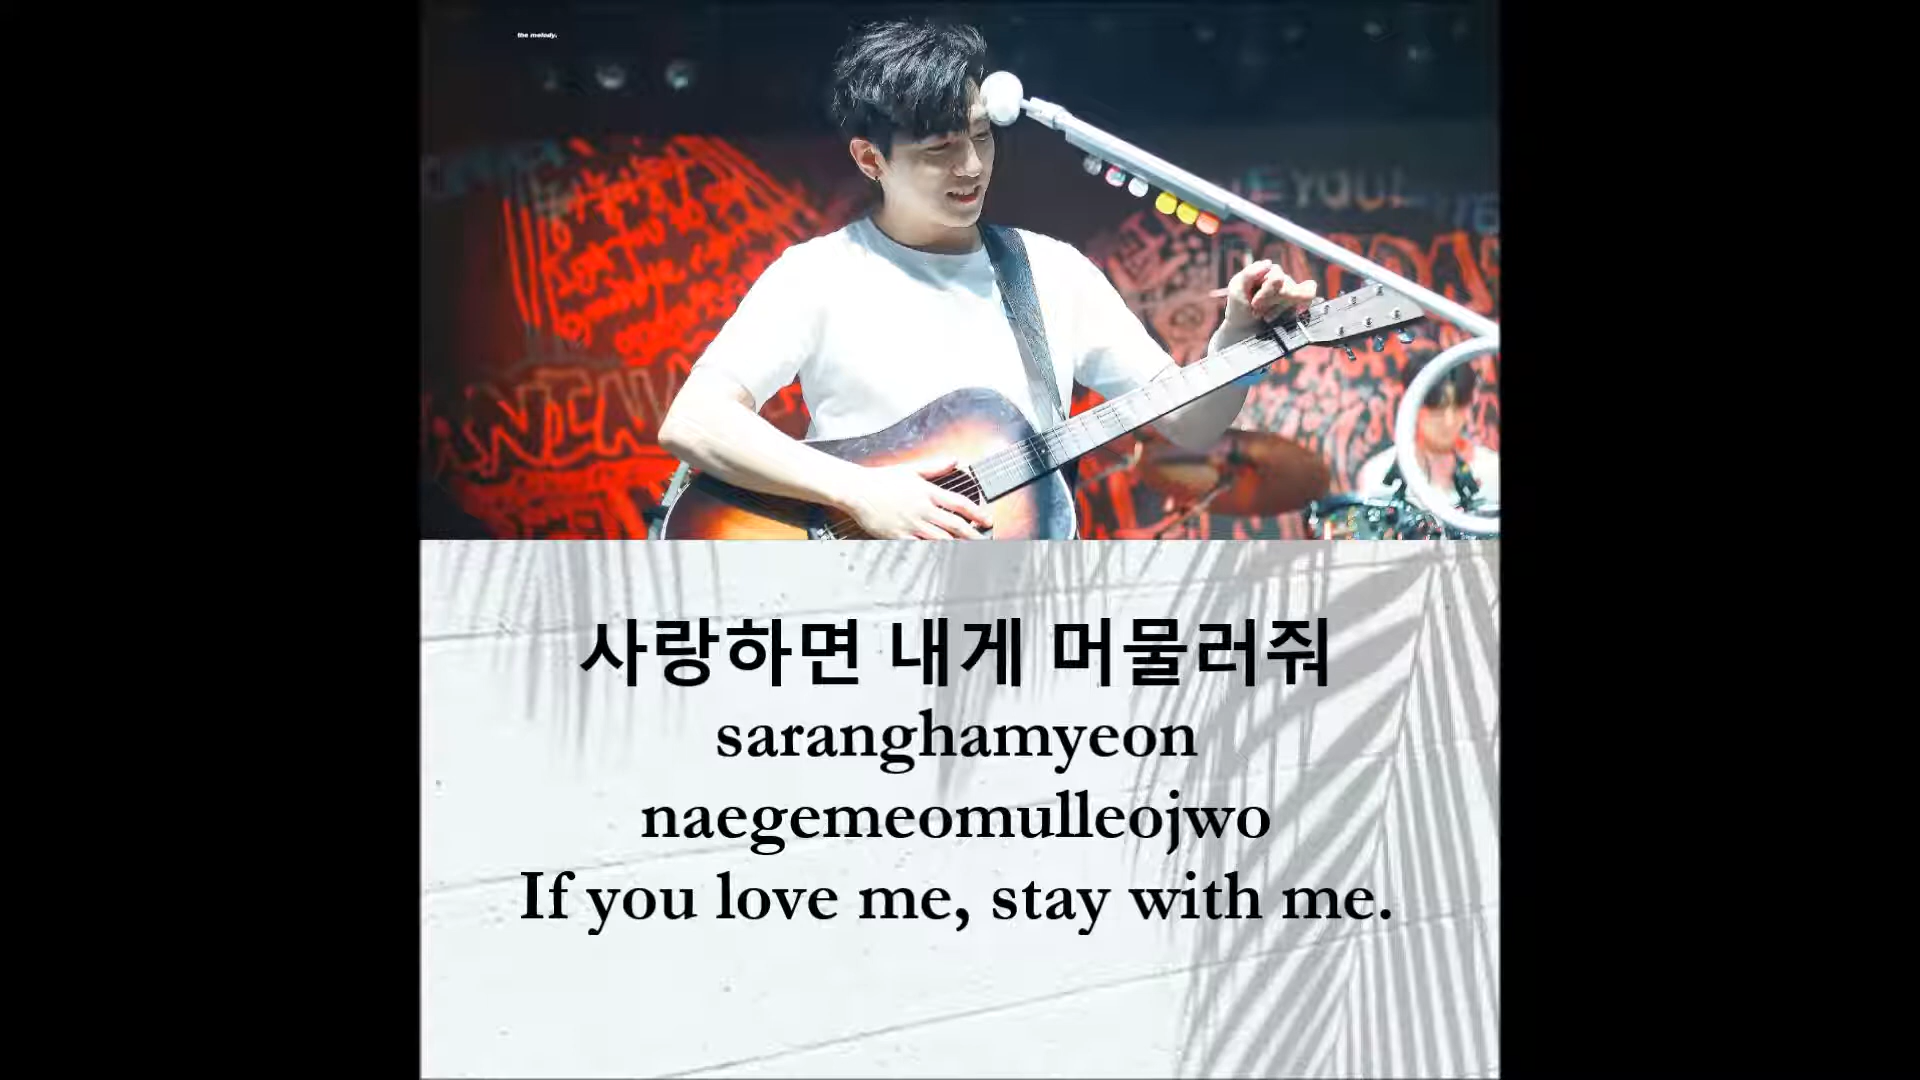 the melody.
사랑하면 내게 머물러줘
saranghamyeon
naegemeomulleojwo
If you love me, stay with me.